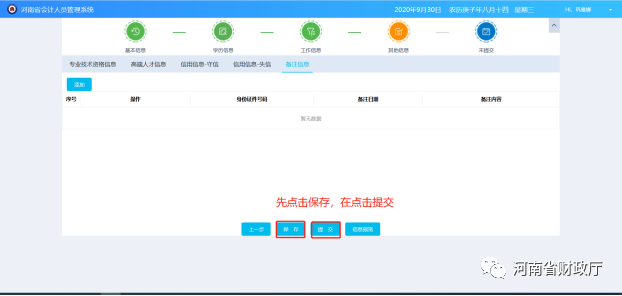 河南省会计人员管理系统
2020年9月30日 农历庚子年八月十四 星期三
基本信息 学历信息 工作信息 其他信息 未提交
专业技术资格信息 高端人才信息 信用信息-守信 信用信息-失信 备注信息
添加
序号 操作 身份证件号码 备注日期 备注内容
暂无数据
先点击保存，在点击提交
上一步 保 存 提 交 信息预览
河南省财政厅